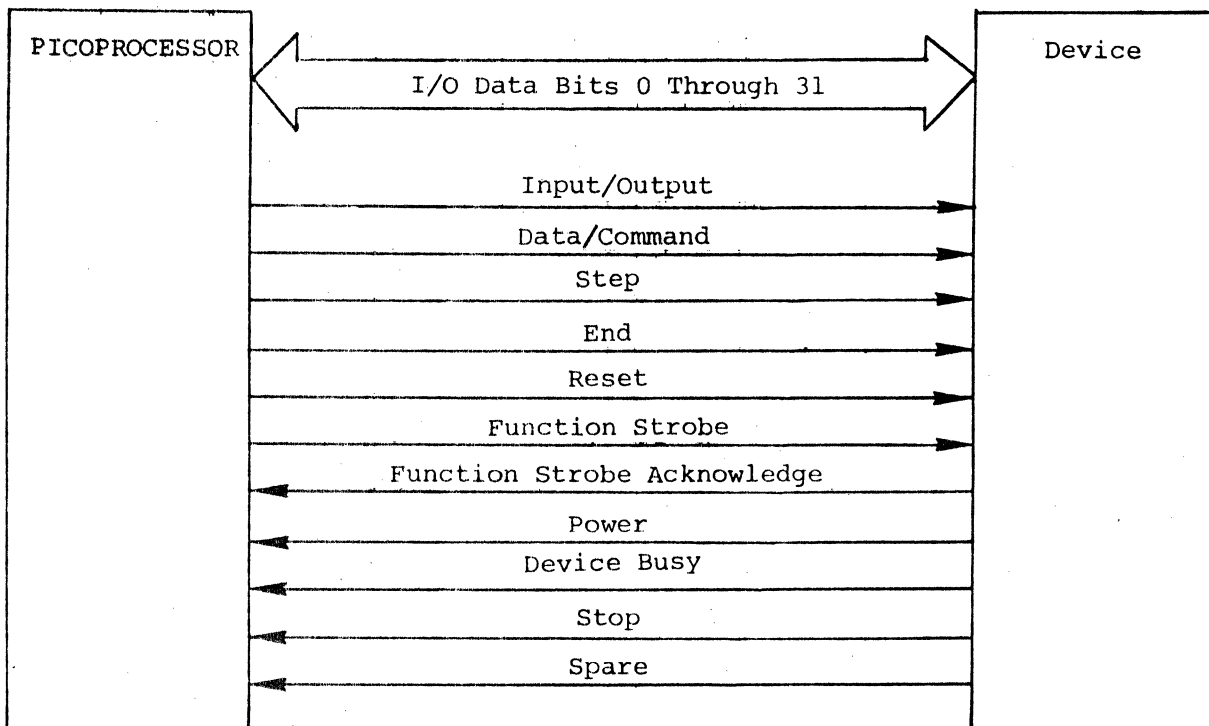 PICOPROCESSOR
Device
I/O Data Bits 0 Through 31
Input/Output
Data/Command
Step
End
Reset
Function Strobe
Function Strobe Acknowledge
Power
Device Busy
Stop
Spare